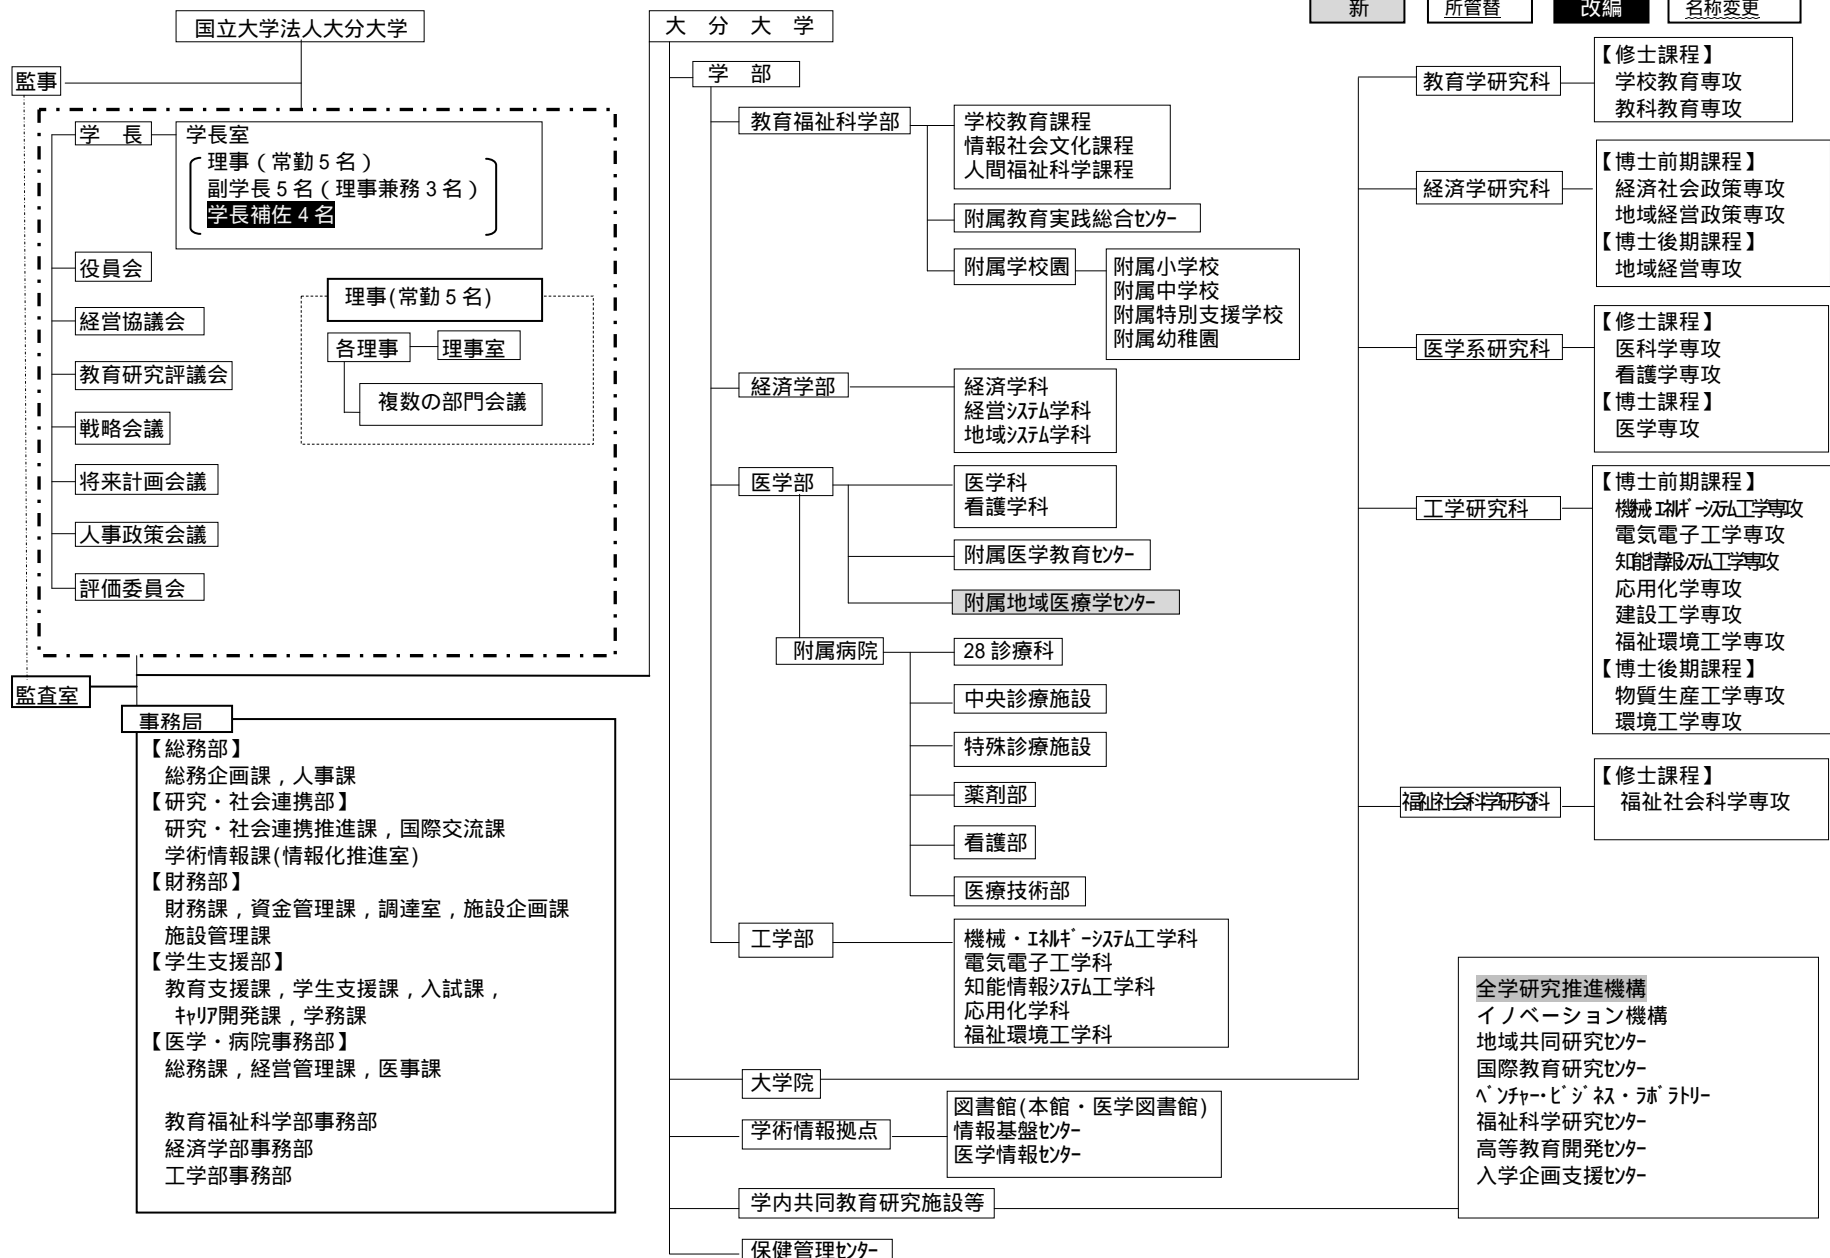 国立大学法人大分大学
監事
学　長
学長室
理事（常勤５名）
副学長５名（理事兼務３名）
学長補佐４名
役員会
経営協議会
教育研究評議会
戦略会議
将来計画会議
人事政策会議
評価委員会
理事(常勤５名)
各理事
理事室
複数の部門会議
監査室
事務局
【総務部】
総務企画課，人事課
【研究・社会連携部】
研究・社会連携推進課，国際交流課
学術情報課(情報化推進室)
【財務部】
財務課，資金管理課，調達室，施設企画課
施設管理課
【学生支援部】
教育支援課，学生支援課，入試課，
ｷｬﾘｱ開発課，学務課
【医学・病院事務部】
総務課，経営管理課，医事課
教育福祉科学部事務部
経済学部事務部
工学部事務部
大　分　大　学
学　部
教育福祉科学部
学校教育課程
情報社会文化課程
人間福祉科学課程
附属教育実践総合ｾﾝﾀｰ
附属学校園
附属小学校
附属中学校
附属特別支援学校
附属幼稚園
経済学部
経済学科
経営ｼｽﾃﾑ学科
地域ｼｽﾃﾑ学科
医学部
医学科
看護学科
附属医学教育ｾﾝﾀｰ
附属地域医療学ｾﾝﾀｰ
附属病院
28 診療科
中央診療施設
特殊診療施設
薬剤部
看護部
医療技術部
工学部
機械・ｴﾈﾙｷﾞｰｼｽﾃﾑ工学科
電気電子工学科
知能情報ｼｽﾃﾑ工学科
応用化学科
福祉環境工学科
大学院
学術情報拠点
図書館(本館・医学図書館)
情報基盤ｾﾝﾀｰ
医学情報ｾﾝﾀｰ
学内共同教育研究施設等
保健管理ｾﾝﾀｰ
新
所管替
改編
名称変更
教育学研究科
【修士課程】
学校教育専攻
教科教育専攻
経済学研究科
【博士前期課程】
経済社会政策専攻
地域経営政策専攻
【博士後期課程】
地域経営専攻
医学系研究科
【修士課程】
医科学専攻
看護学専攻
【博士課程】
医学専攻
工学研究科
【博士前期課程】
機械・ｴﾈﾙｷﾞｰｼｽﾃﾑ工学専攻
電気電子工学専攻
知能情報ｼｽﾃﾑ工学専攻
応用化学専攻
建設工学専攻
福祉環境工学専攻
【博士後期課程】
物質生産工学専攻
環境工学専攻
福祉社会科学研究科
【修士課程】
福祉社会科学専攻
全学研究推進機構
イノベーション機構
地域共同研究ｾﾝﾀｰ
国際教育研究ｾﾝﾀｰ
ﾍﾞﾝﾁｬｰ・ﾋﾞｼﾞﾈｽ・ﾗﾎﾞﾗﾄﾘｰ
福祉科学研究ｾﾝﾀｰ
高等教育開発ｾﾝﾀｰ
入学企画支援ｾﾝﾀｰ